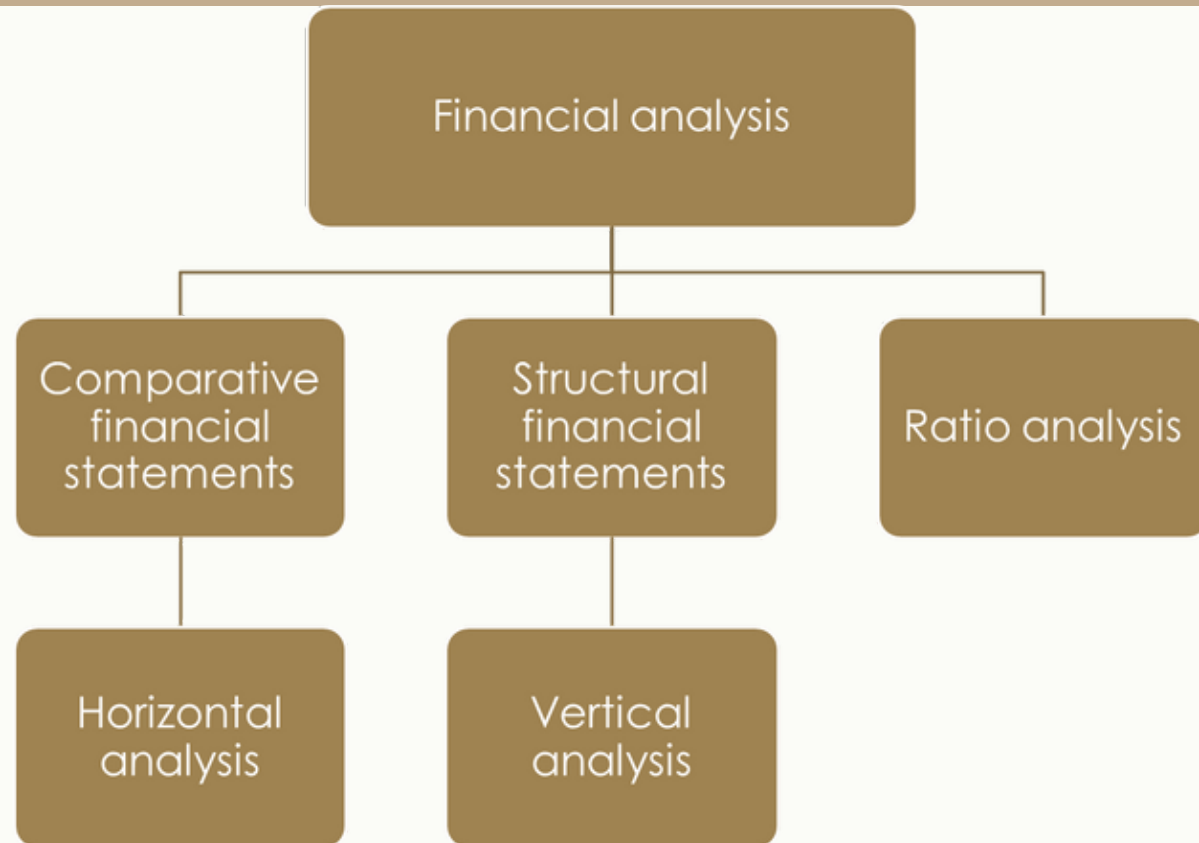 Financial analysis
Comparative
financial
statements
Structural
financial
statements
Ratio analysis
Horizontal
analysis
Vertical
analysis